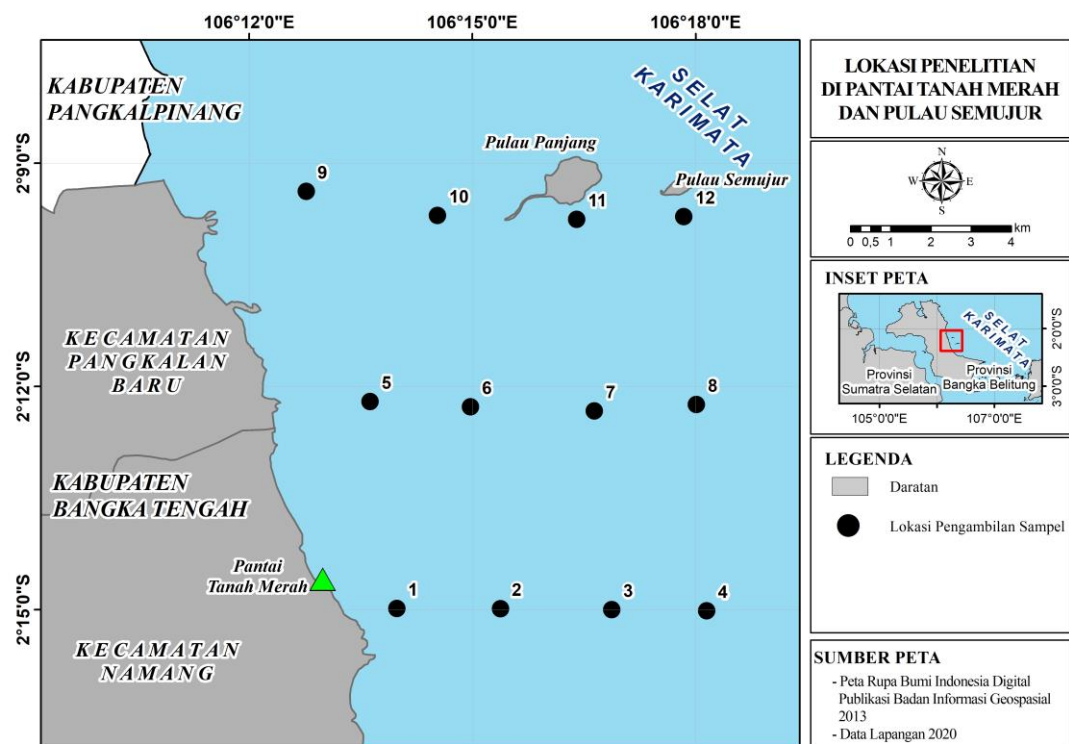 106°12'0"E
106°15'0"E
106°18'0"E
2°9'0"S
2°12'0"S
2°15'0"S
KABUPATEN
PANGKALPINANG
SELAT
KARIMATA
Pulau Panjang
Pulau Semujur
9
10
11
12
KECAMATAN
PANGKALAN
BARU
5
6
7
8
KABUPATEN
BANGKA TENGAH
Pantai
Tanah Merah
1
2
3
4
KECAMATAN
NAMANG
LOKASI PENELITIAN
DI PANTAI TANAH MERAH
DAN PULAU SEMUJUR
N
W
E
S
km
0 0,5 1 2 3 4
INSET PETA
SELAT
KARIMATA
Provinsi
Sumatra Selatan
Provinsi
Bangka Belitung
2°0'0"S
3°0'0"S
105°0'0"E
107°0'0"E
LEGENDA
Daratan
Lokasi Pengambilan Sampel
SUMBER PETA
- Peta Rupa Bumi Indonesia Digital
Publikasi Badan Informasi Geospasial
2013
- Data Lapangan 2020